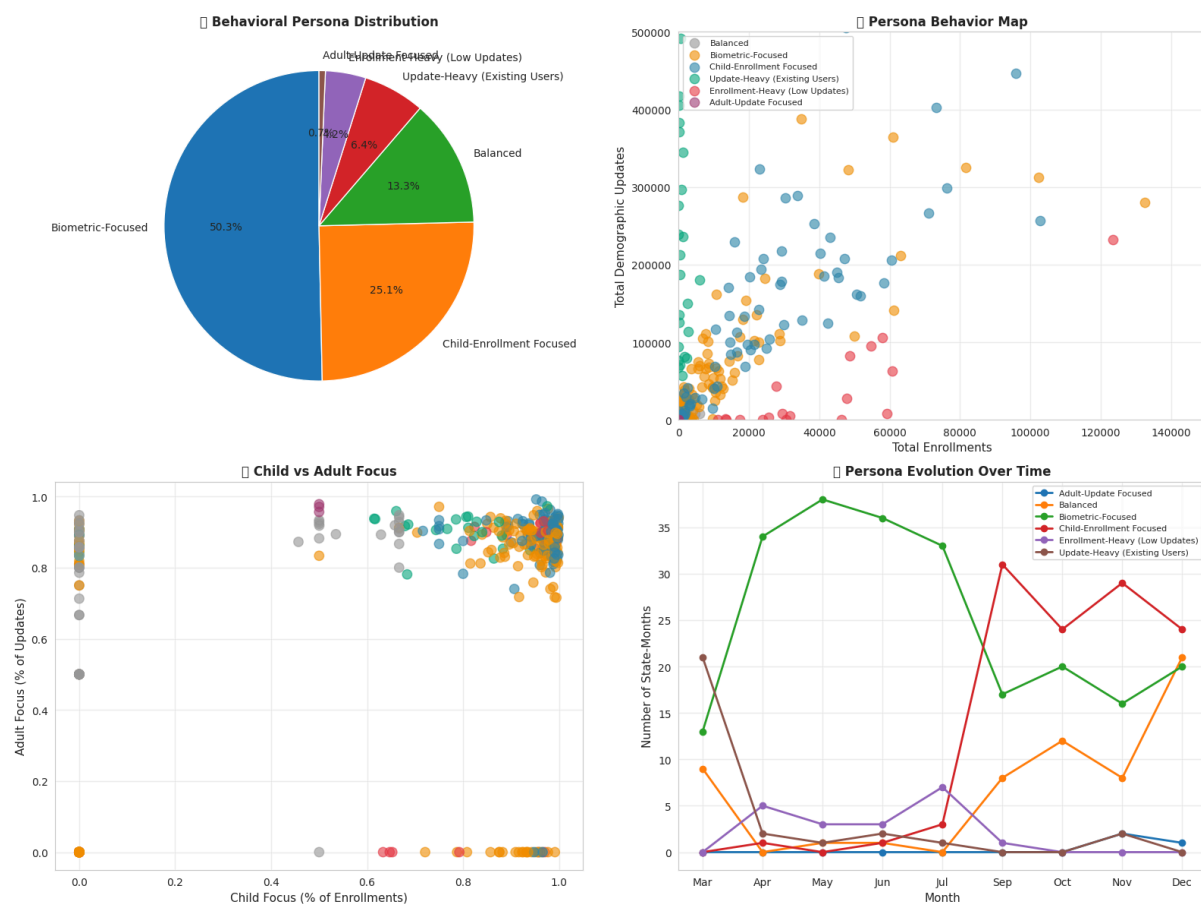 ▯ Behavioral Persona Distribution
Adult-Update Focused
Enrollment-Heavy (Low Updates)
Update-Heavy (Existing Users)
Balanced
Child-Enrollment Focused
Biometric-Focused
0.7%
4.2%
6.4%
13.3%
25.1%
50.3%
▯ Persona Behavior Map
Balanced
Biometric-Focused
Child-Enrollment Focused
Update-Heavy (Existing Users)
Enrollment-Heavy (Low Updates)
Adult-Update Focused
Total Demographic Updates
500000
400000
300000
200000
100000
0
0 20000 40000 60000 80000 100000 120000 140000
Total Enrollments
▯ Child vs Adult Focus
Adult Focus (% of Updates)
1.0
0.8
0.6
0.4
0.2
0.0
0.0 0.2 0.4 0.6 0.8 1.0
Child Focus (% of Enrollments)
▯ Persona Evolution Over Time
Adult-Update Focused
Balanced
Biometric-Focused
Child-Enrollment Focused
Enrollment-Heavy (Low Updates)
Update-Heavy (Existing Users)
Number of State-Months
35
30
25
20
15
10
5
0
Mar Apr May Jun Jul Sep Oct Nov Dec
Month